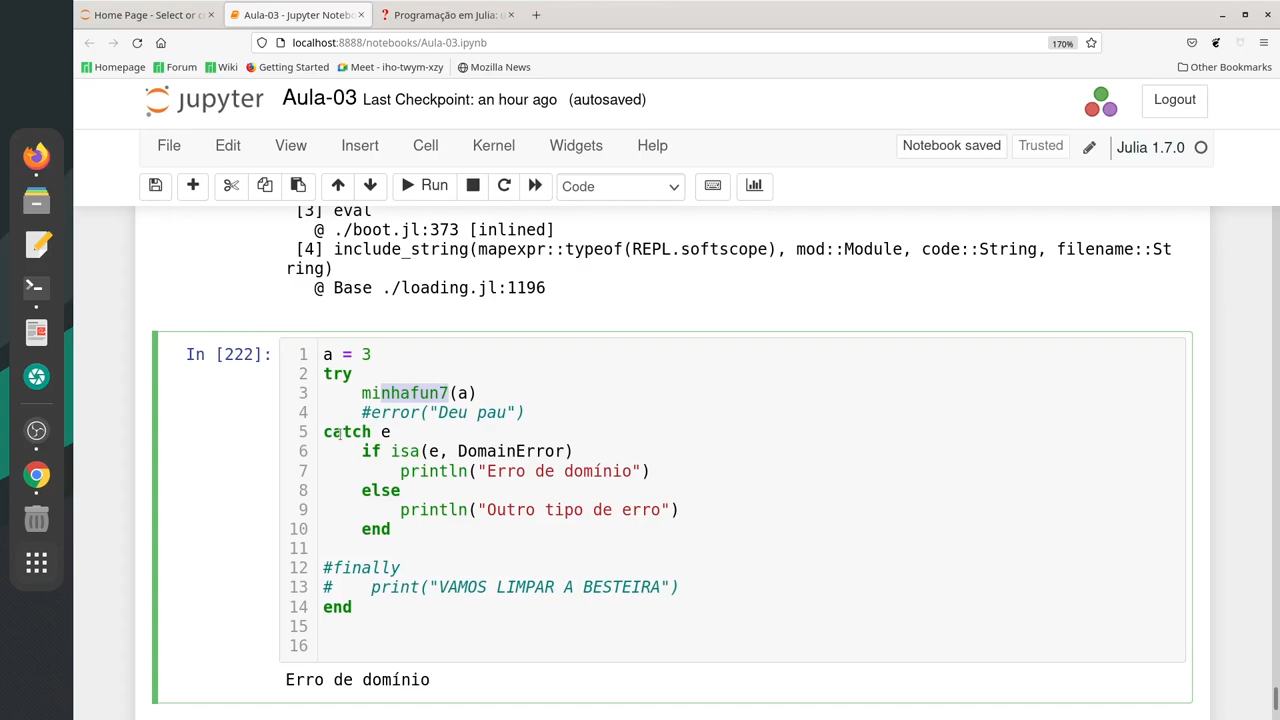 Home Page - Select or c
Aula-03 - Jupyter Noteb
Programação em Julia: u
localhost:8888/notebooks/Aula-03.ipynb
170%
Homepage
Forum
Wiki
Getting Started
Meet - iho-twym-xzy
Mozilla News
Other Bookmarks
jupyter
Aula-03 Last Checkpoint: an hour ago (autosaved)
Logout
File Edit View Insert Cell Kernel Widgets Help
Notebook saved
Trusted
Julia 1.7.0
Run
Code
[3] eval
@ ./boot.jl:373 [inlined]
[4] include_string(mapexpr::typeof(REPL.softscope), mod::Module, code::String, filename::St
ring)
@ Base ./loading.jl:1196
In [222]:
1 a = 3
2 try
3     minhafun7(a)
4     #error("Deu pau")
5 catch e
6     if isa(e, DomainError)
7         println("Erro de domínio")
8     else
9         println("Outro tipo de erro")
10     end
11
12 #finally
13 #    print("VAMOS LIMPAR A BESTEIRA")
14 end
15
16
Erro de domínio